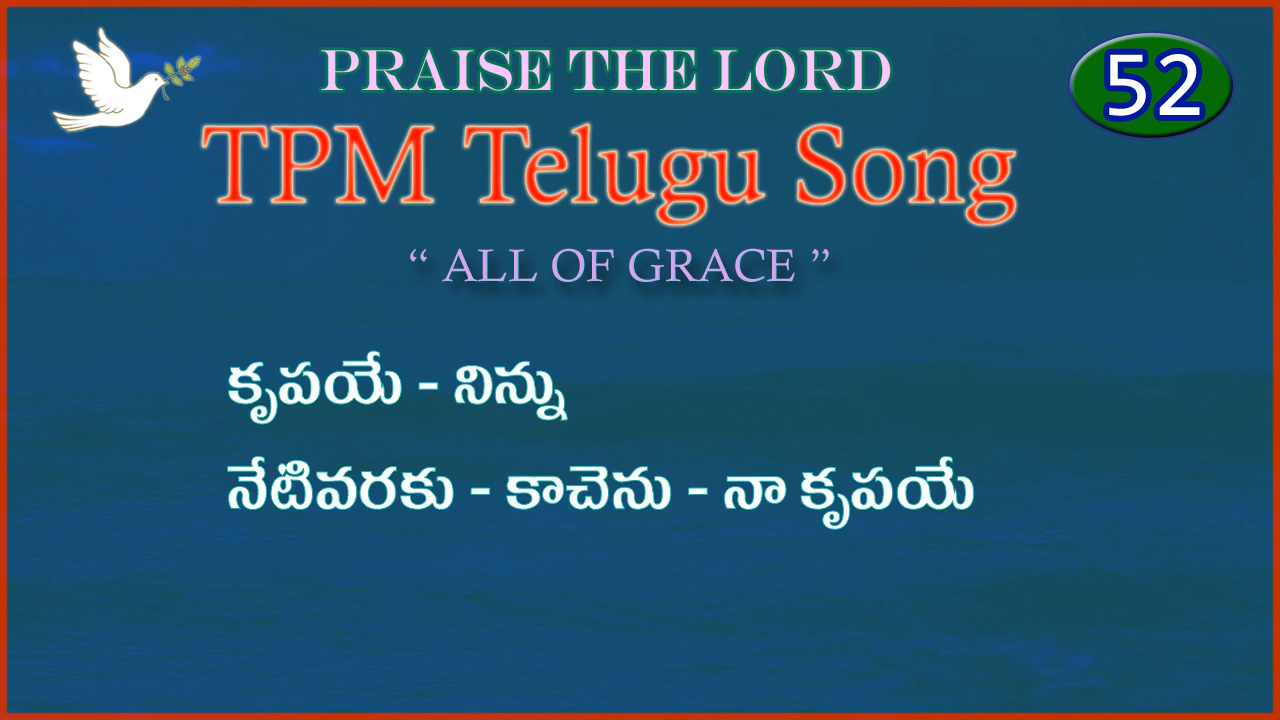 PRAISE THE LORD
52
TPM Telugu Song
“ ALL OF GRACE ”
కృపయే - నిన్ను
నేటివరకు - కాచెను - నా కృపయే